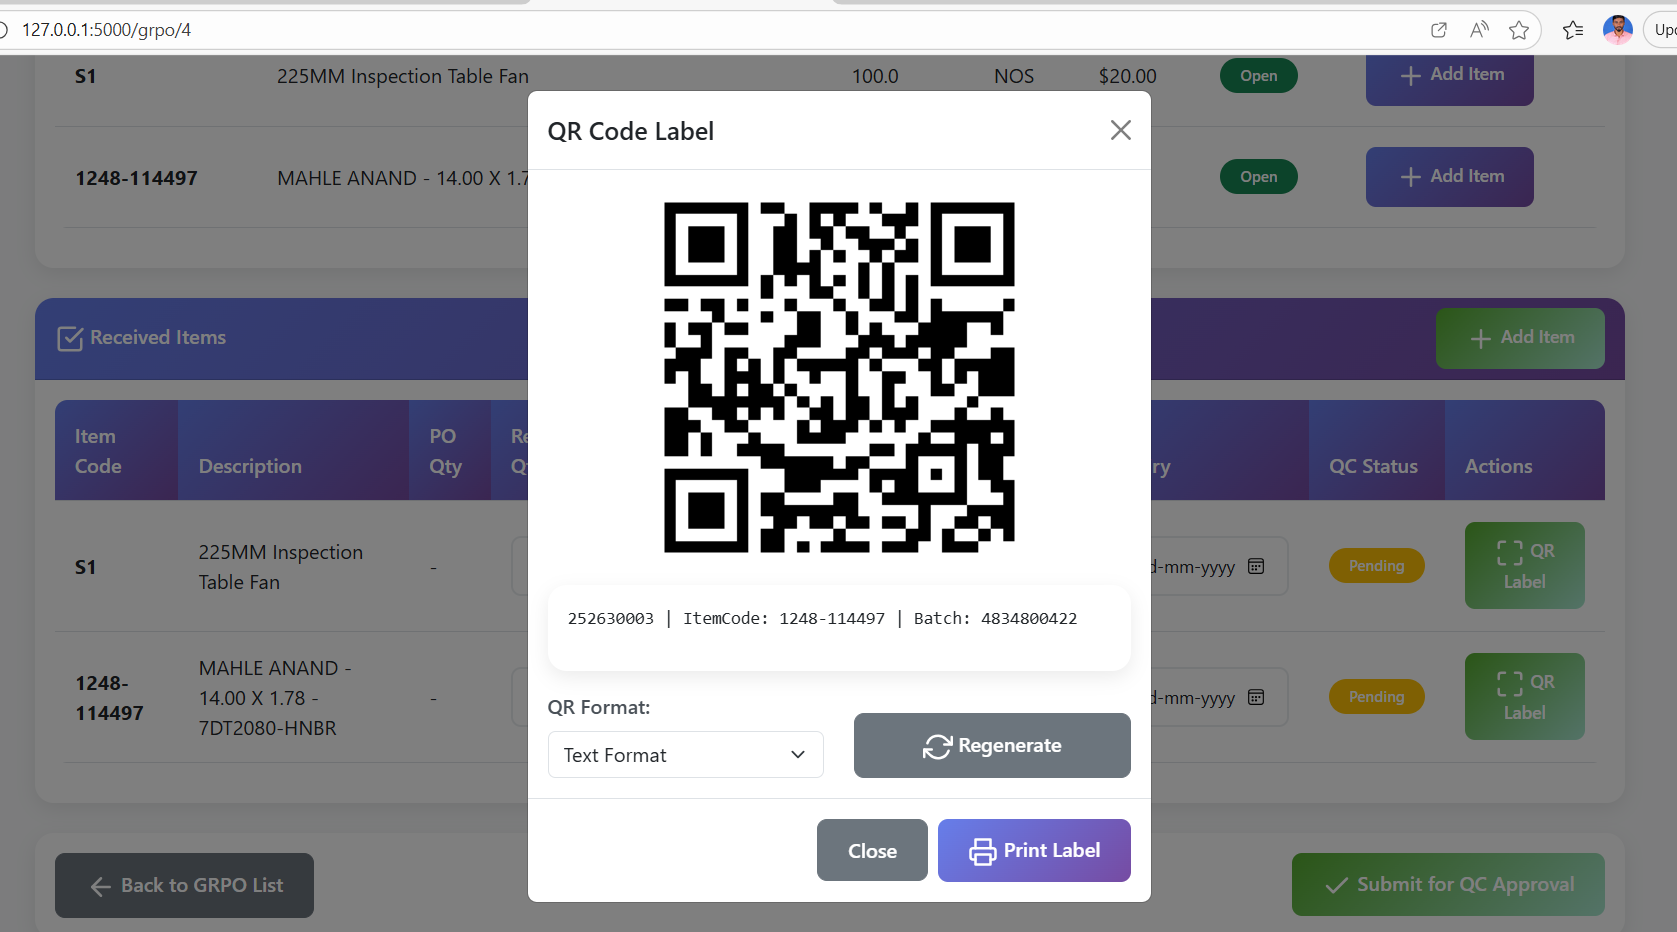 127.0.0.1:5000/grpo/4
S1 225MM Inspection Table Fan 100.0 NOS $20.00 Open Add Item
QR Code Label
1248-114497 MAHLE ANAND - 14.00 X 1.7 Open Add Item
Received Items Add Item
Item Code Description PO Qty QC Status Actions
S1 225MM Inspection Table Fan - d-mm-yyyy Pending QR Label
252630003 | ItemCode: 1248-114497 | Batch: 4834800422
1248-114497 MAHLE ANAND - 14.00 X 1.78 - 7DT2080-HNBR - d-mm-yyyy Pending QR Label
QR Format:
Text Format Regenerate
Close Print Label
Back to GRPO List Submit for QC Approval